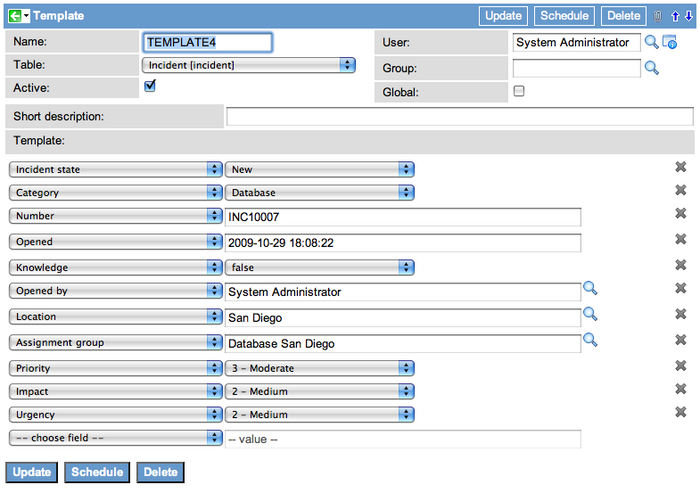 Template Update Schedule Delete
Name: TEMPLATE4 User: System Administrator
Table: Incident [incident] Group:
Active: Global:
Short description:
Template:
Incident state New
Category Database
Number INC10007
Opened 2009-10-29 18:08:22
Knowledge false
Opened by System Administrator
Location San Diego
Assignment group Database San Diego
Priority 3 - Moderate
Impact 2 - Medium
Urgency 2 - Medium
-- choose field -- -- value --
Update Schedule Delete